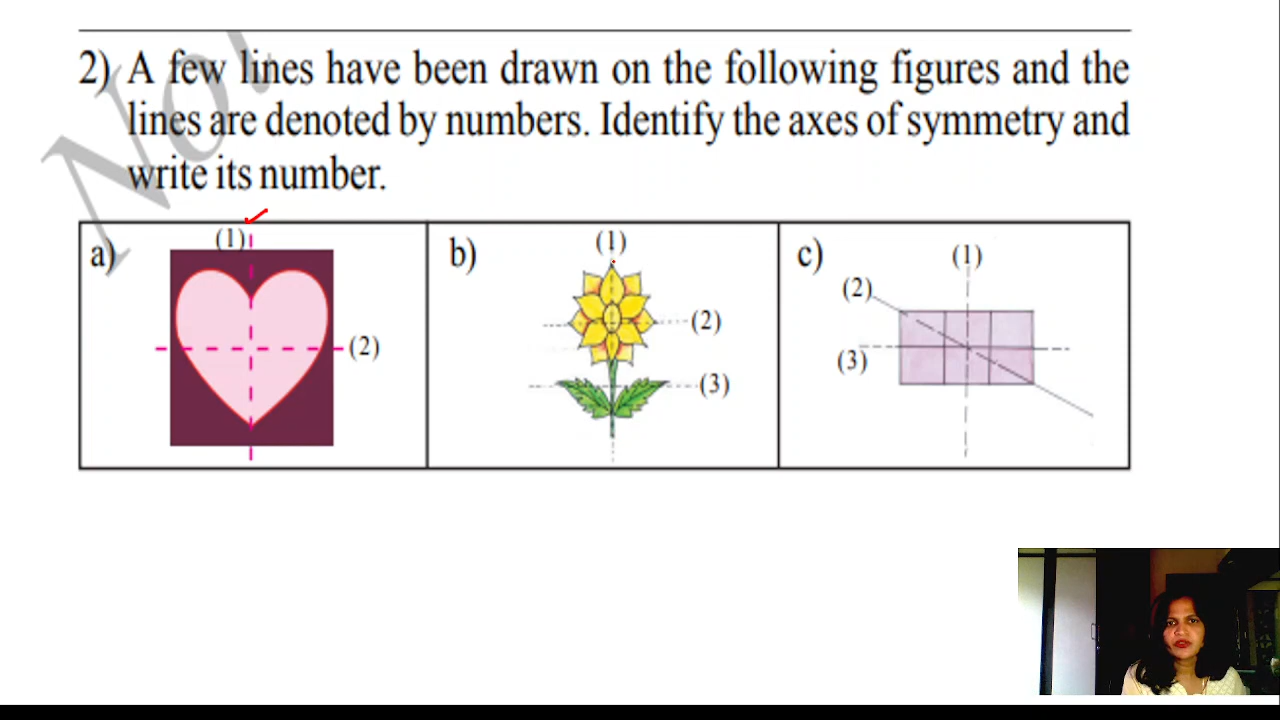 2) A few lines have been drawn on the following figures and the
lines are denoted by numbers. Identify the axes of symmetry and
write its number.
a)
(1)
(2)
b)
(1)
(2)
(3)
c)
(1)
(2)
(3)